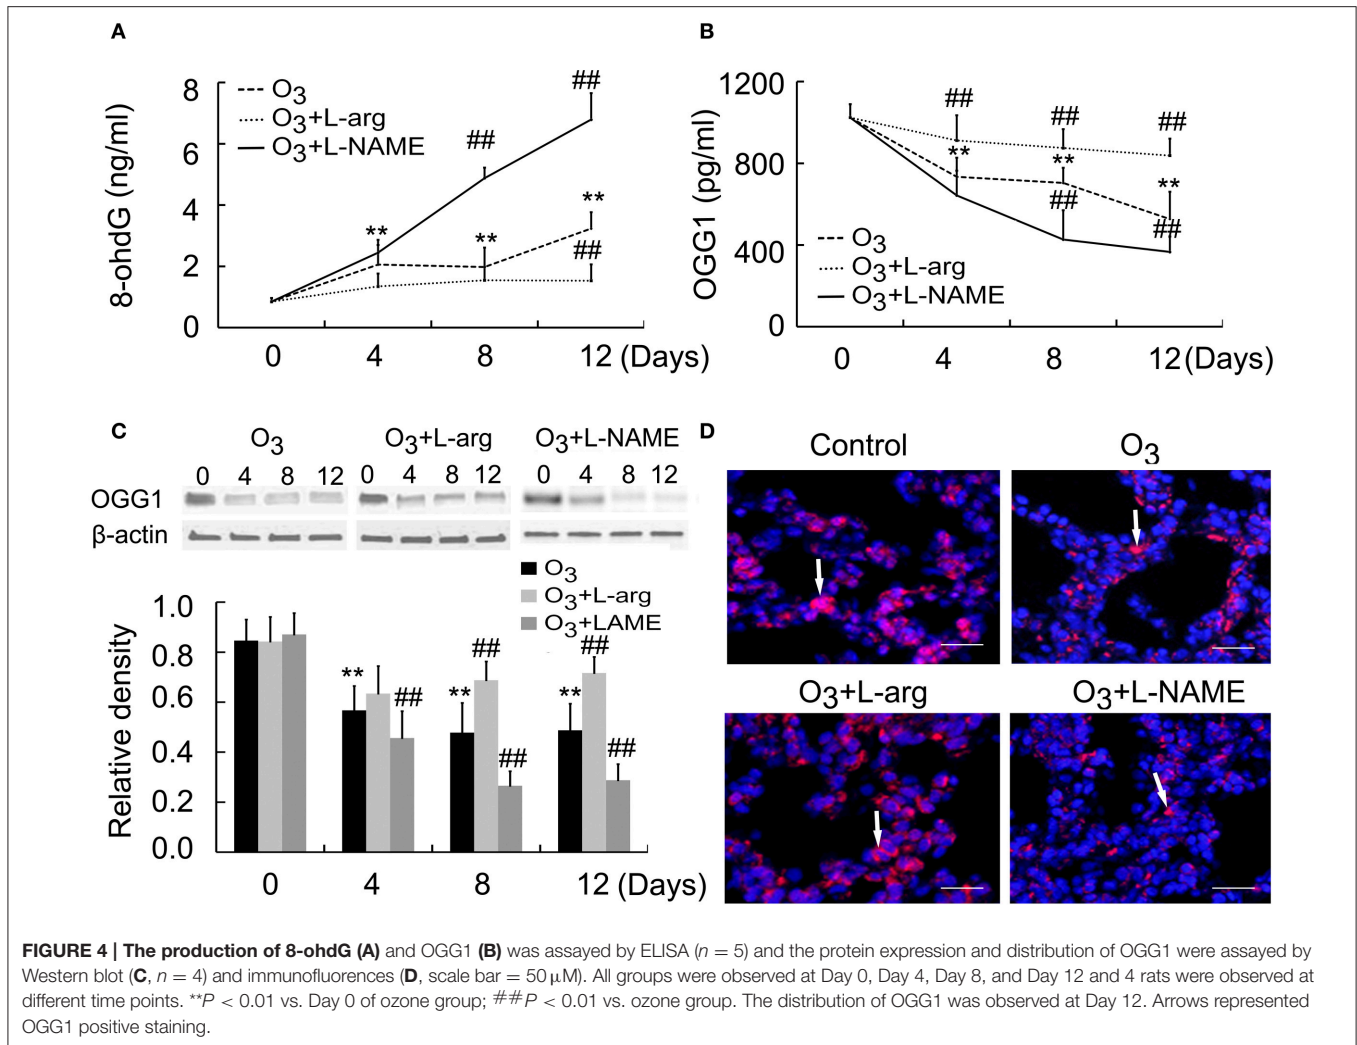 A
8-ohdG (ng/ml)
8
6
4
2
0
O3
O3+L-arg
O3+L-NAME
**
**
**
##
##
##
0 4 8 12 (Days)
B
OGG1 (pg/ml)
1200
800
400
0
##
##
##
**
**
**
##
##
O3
O3+L-arg
O3+L-NAME
0 4 8 12 (Days)
C
O3 O3+L-arg O3+L-NAME
0 4 8 12 0 4 8 12 0 4 8 12
OGG1
β-actin
O3
O3+L-arg
O3+LAME
Relative density
1.0
0.8
0.6
0.4
0.2
0.0
** ##
** ## ##
** ## ##
0 4 8 12 (Days)
D
Control O3
O3+L-arg O3+L-NAME
FIGURE 4 | The production of 8-ohdG (A) and OGG1 (B) was assayed by ELISA (n = 5) and the protein expression and distribution of OGG1 were assayed by
Western blot (C, n = 4) and immunofluorences (D, scale bar = 50 μM). All groups were observed at Day 0, Day 4, Day 8, and Day 12 and 4 rats were observed at
different time points. **P < 0.01 vs. Day 0 of ozone group; ##P < 0.01 vs. ozone group. The distribution of OGG1 was observed at Day 12. Arrows represented
OGG1 positive staining.